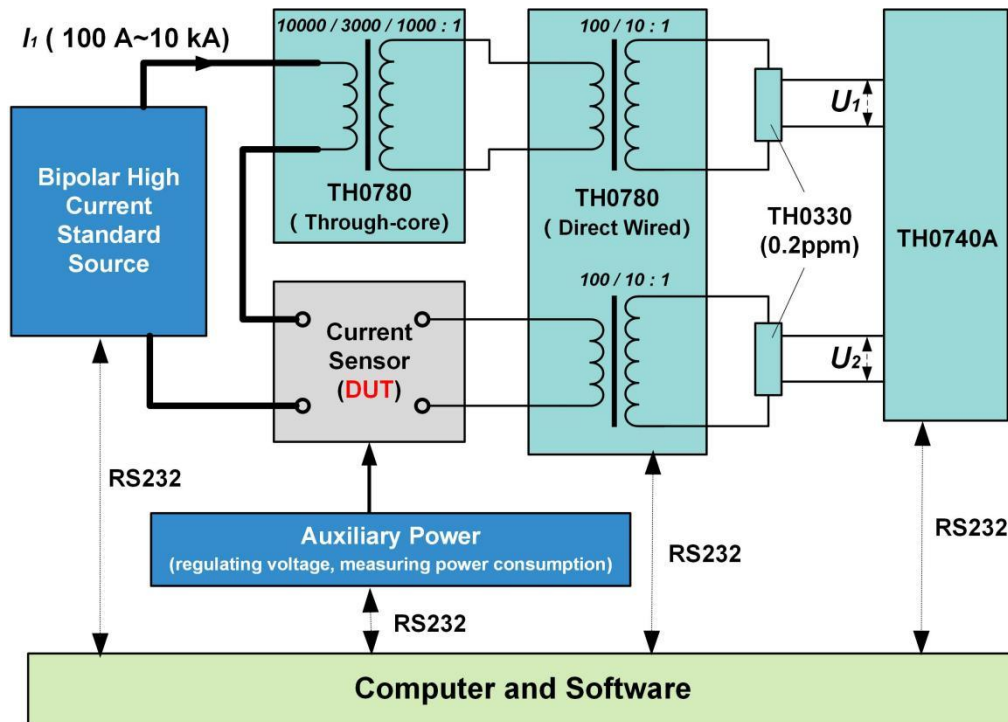 I₁ ( 100 A~10 kA)
10000 / 3000 / 1000 : 1
100 / 10 : 1
Bipolar High
Current
Standard
Source
TH0780
( Through-core)
TH0780
( Direct Wired)
U₁
TH0330
(0.2ppm)
TH0740A
100 / 10 : 1
Current
Sensor
(DUT)
U₂
RS232
Auxiliary Power
(regulating voltage, measuring power consumption)
RS232
RS232
RS232
Computer and Software